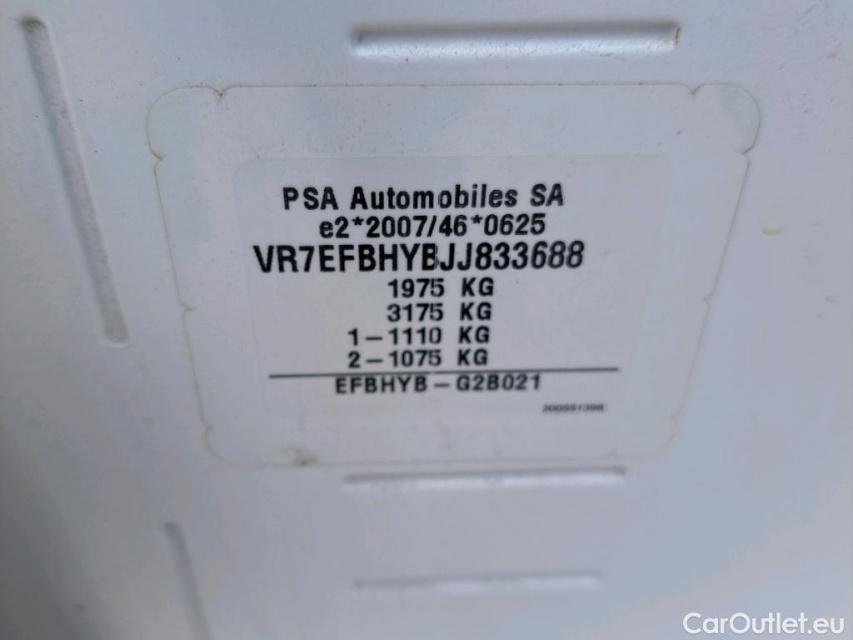 PSA Automobiles SA
e2*2007/46*0625
VR7EFBHYBJJ833688
1975 KG
3175 KG
1-1110 KG
2-1075 KG
EFBHYB-G2B021
CarOutlet.eu